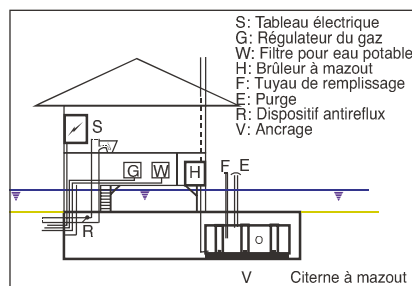 S: Tableau électrique
G: Régulateur du gaz
W: Filtre pour eau potable
H: Brûleur à mazout
F: Tuyau de remplissage
E: Purge
R: Dispositif antireflux
V: Ancrage
S
G
W
H
F
E
R
O
V
Citerne à mazout